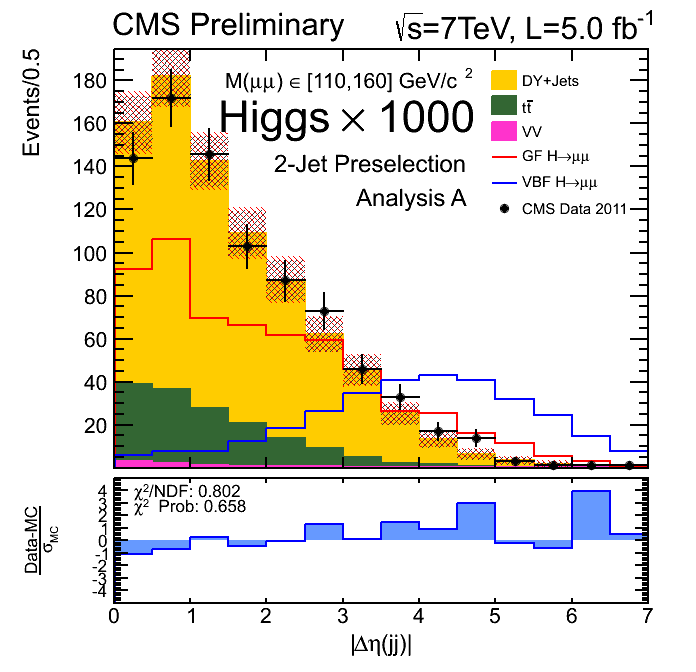 CMS Preliminary
√s=7TeV, L=5.0 fb⁻¹
Events/0.5
180
160
140
120
100
80
60
40
20
M(μμ) ∈ [110,160] GeV/c ²
Higgs × 1000
2-Jet Preselection
Analysis A
DY+Jets
tt̄
VV
GF H→μμ
VBF H→μμ
CMS Data 2011
χ²/NDF: 0.802
χ² Prob: 0.658
Data-MC
σMC
4
3
2
1
0
-1
-2
-3
-4
0 1 2 3 4 5 6 7
|Δη(jj)|